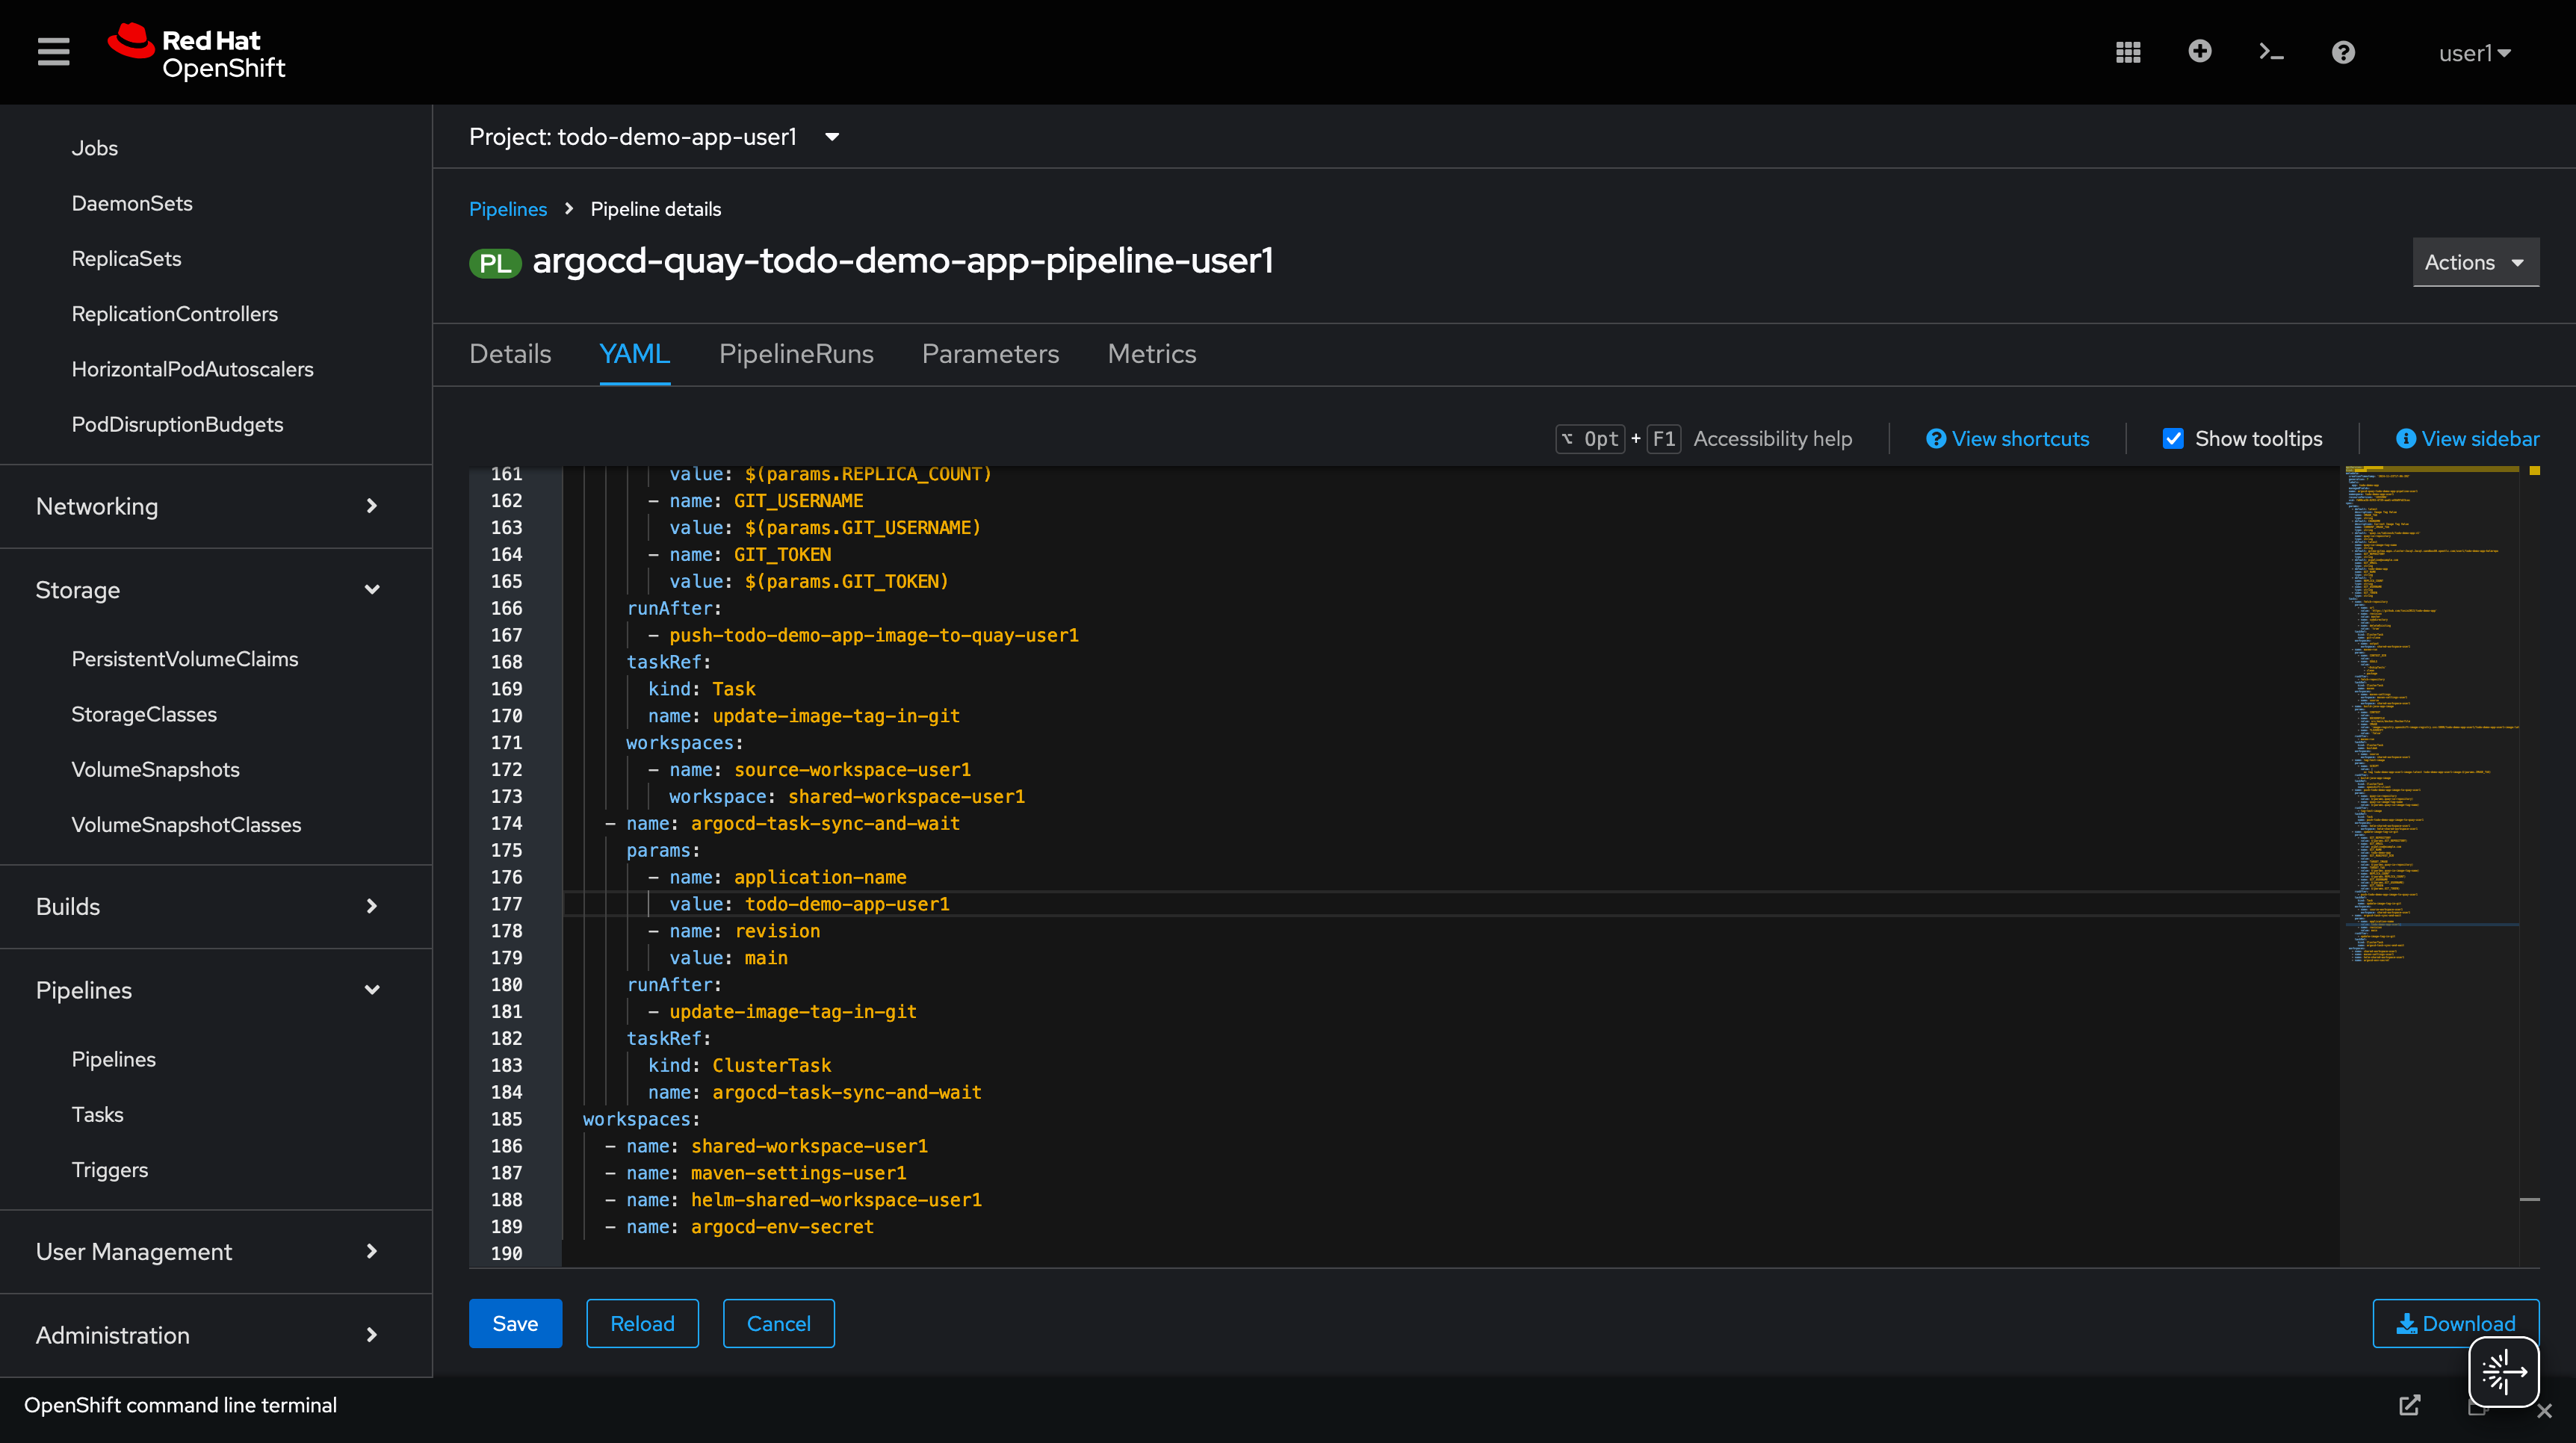 Red Hat
OpenShift
user1
Jobs
DaemonSets
ReplicaSets
ReplicationControllers
HorizontalPodAutoscalers
PodDisruptionBudgets
Networking
Storage
PersistentVolumeClaims
StorageClasses
VolumeSnapshots
VolumeSnapshotClasses
Builds
Pipelines
Pipelines
Tasks
Triggers
User Management
Administration
Project: todo-demo-app-user1
Pipelines > Pipeline details
PL argocd-quay-todo-demo-app-pipeline-user1
Actions
Details YAML PipelineRuns Parameters Metrics
⌥ Opt + F1 Accessibility help View shortcuts Show tooltips View sidebar
161 value: $(params.REPLICA_COUNT)
162 - name: GIT_USERNAME
163 value: $(params.GIT_USERNAME)
164 - name: GIT_TOKEN
165 value: $(params.GIT_TOKEN)
166 runAfter:
167 - push-todo-demo-app-image-to-quay-user1
168 taskRef:
169 kind: Task
170 name: update-image-tag-in-git
171 workspaces:
172 - name: source-workspace-user1
173 workspace: shared-workspace-user1
174 - name: argocd-task-sync-and-wait
175 params:
176 - name: application-name
177 value: todo-demo-app-user1
178 - name: revision
179 value: main
180 runAfter:
181 - update-image-tag-in-git
182 taskRef:
183 kind: ClusterTask
184 name: argocd-task-sync-and-wait
185 workspaces:
186 - name: shared-workspace-user1
187 - name: maven-settings-user1
188 - name: helm-shared-workspace-user1
189 - name: argocd-env-secret
190
Save Reload Cancel Download
OpenShift command line terminal